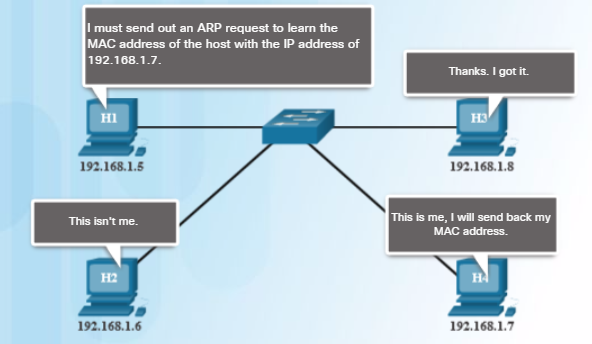 I must send out an ARP request to learn the
MAC address of the host with the IP address of
192.168.1.7.
Thanks. I got it.
H1
H3
192.168.1.5
192.168.1.8
This isn't me.
This is me, I will send back my
MAC address.
H2
H4
192.168.1.6
192.168.1.7